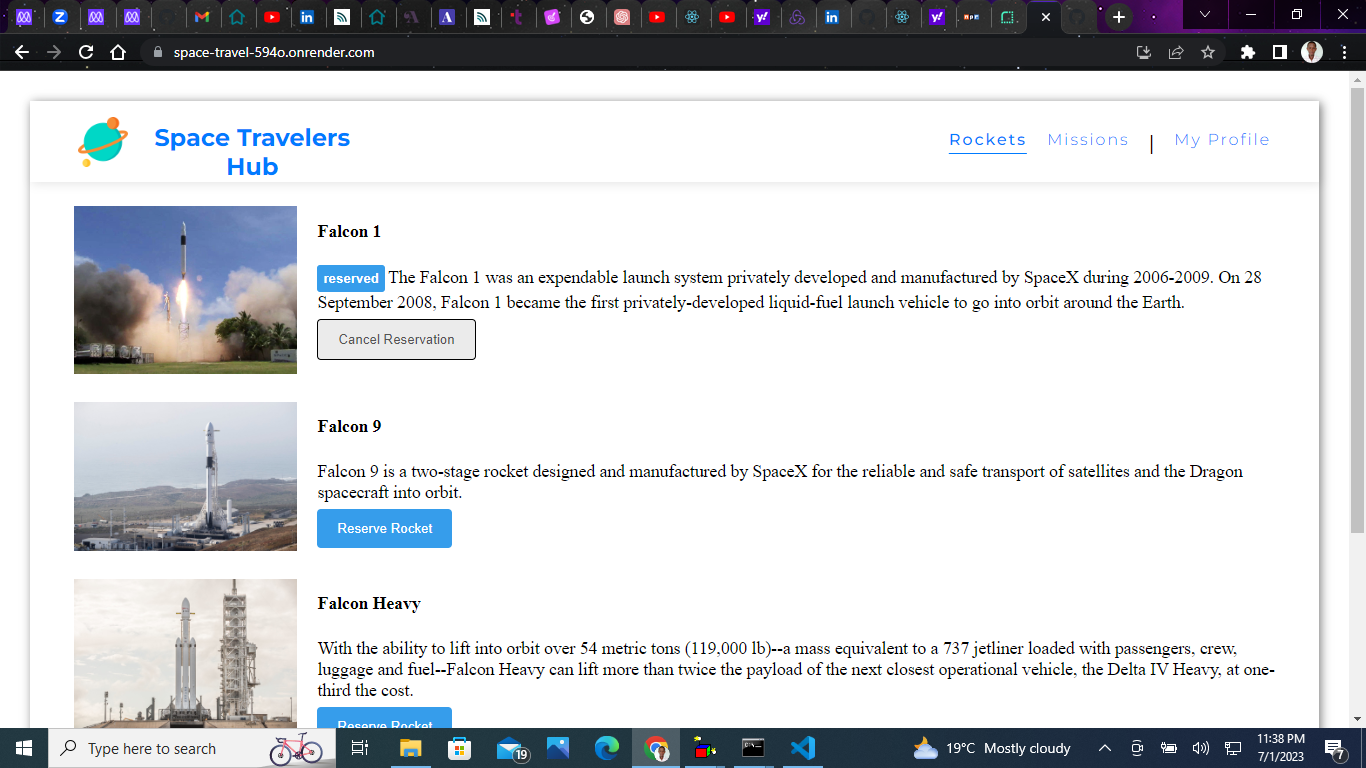 space-travel-594o.onrender.com
Space Travelers
Hub
Rockets Missions | My Profile
Falcon 1
reserved The Falcon 1 was an expendable launch system privately developed and manufactured by SpaceX during 2006-2009. On 28
September 2008, Falcon 1 became the first privately-developed liquid-fuel launch vehicle to go into orbit around the Earth.
Cancel Reservation
Falcon 9
Falcon 9 is a two-stage rocket designed and manufactured by SpaceX for the reliable and safe transport of satellites and the Dragon
spacecraft into orbit.
Reserve Rocket
Falcon Heavy
With the ability to lift into orbit over 54 metric tons (119,000 lb)--a mass equivalent to a 737 jetliner loaded with passengers, crew,
luggage and fuel--Falcon Heavy can lift more than twice the payload of the next closest operational vehicle, the Delta IV Heavy, at one-
third the cost.
Reserve Rocket
Type here to search
19
19°C Mostly cloudy
11:38 PM
7/1/2023
7